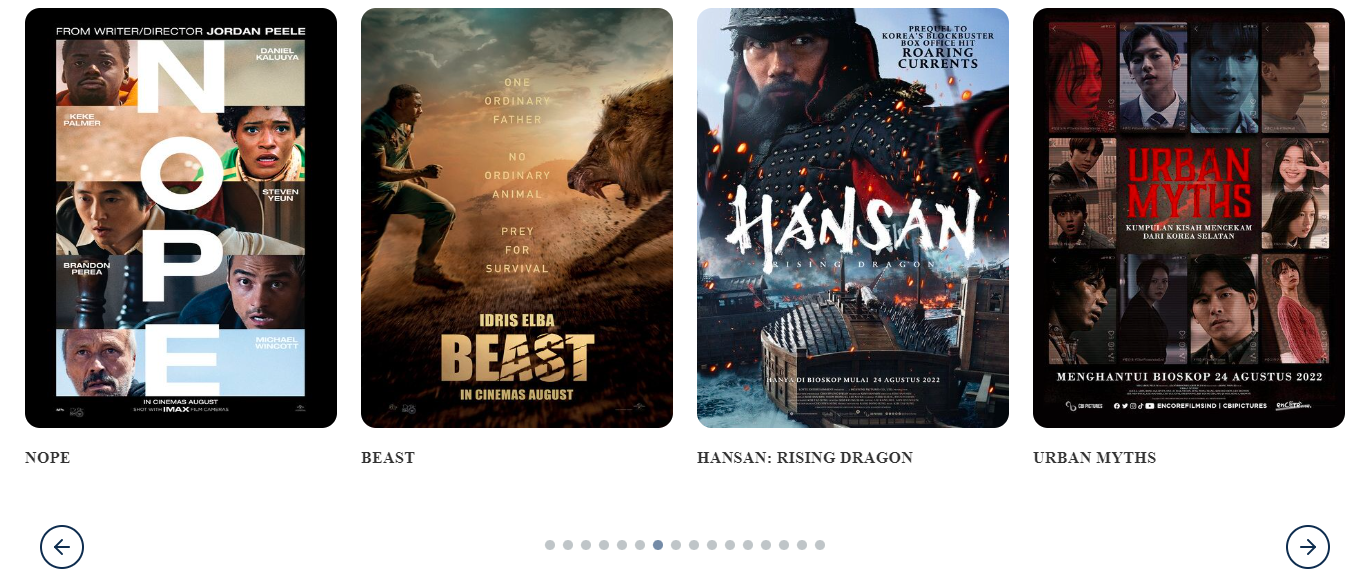 FROM WRITER/DIRECTOR JORDAN PEELE
NOPE
DANIEL
KALUUYA
KEKE
PALMER
STEVEN
YEUN
BRANDON
PEREA
MICHAEL
WINCOTT
IN CINEMAS AUGUST
SHOT WITH IMAX FILM CAMERAS
ONE
ORDINARY
FATHER
NO
ORDINARY
ANIMAL
PREY
FOR
SURVIVAL
IDRIS ELBA
BEAST
IN CINEMAS AUGUST
PREQUEL TO
KOREA'S BLOCKBUSTER
BOX OFFICE HIT
ROARING
CURRENTS
HANSAN
RISING DRAGON
HANYA DI BIOSKOP MULAI 24 AGUSTUS 2022
URBAN
MYTHS
KUMPULAN KISAH MENCEKAM
DARI KOREA SELATAN
MENGHANTUI BIOSKOP 24 AGUSTUS 2022
CBI PICTURES
ENCOREFILMSIND | CBIPICTURES
encore
NOPE
BEAST
HANSAN: RISING DRAGON
URBAN MYTHS